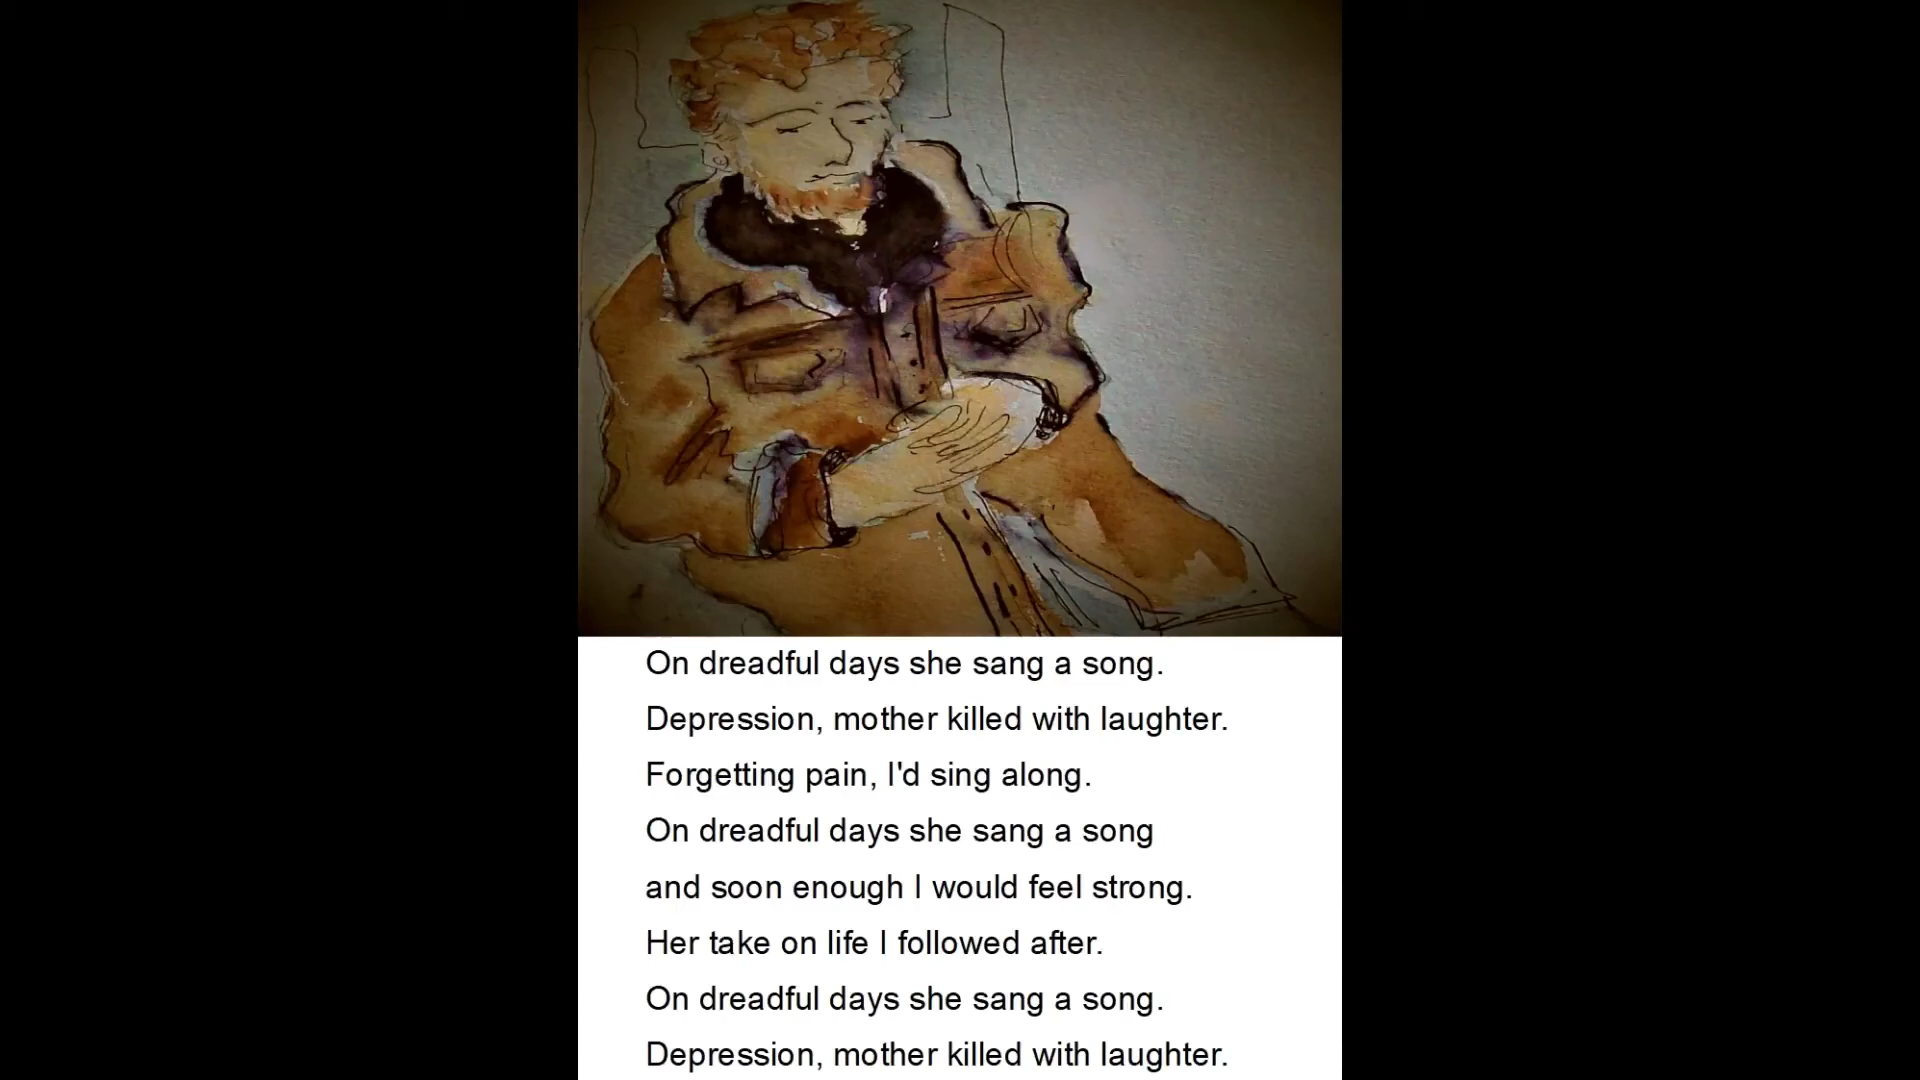 On dreadful days she sang a song.
Depression, mother killed with laughter.
Forgetting pain, I'd sing along.
On dreadful days she sang a song
and soon enough I would feel strong.
Her take on life I followed after.
On dreadful days she sang a song.
Depression, mother killed with laughter.